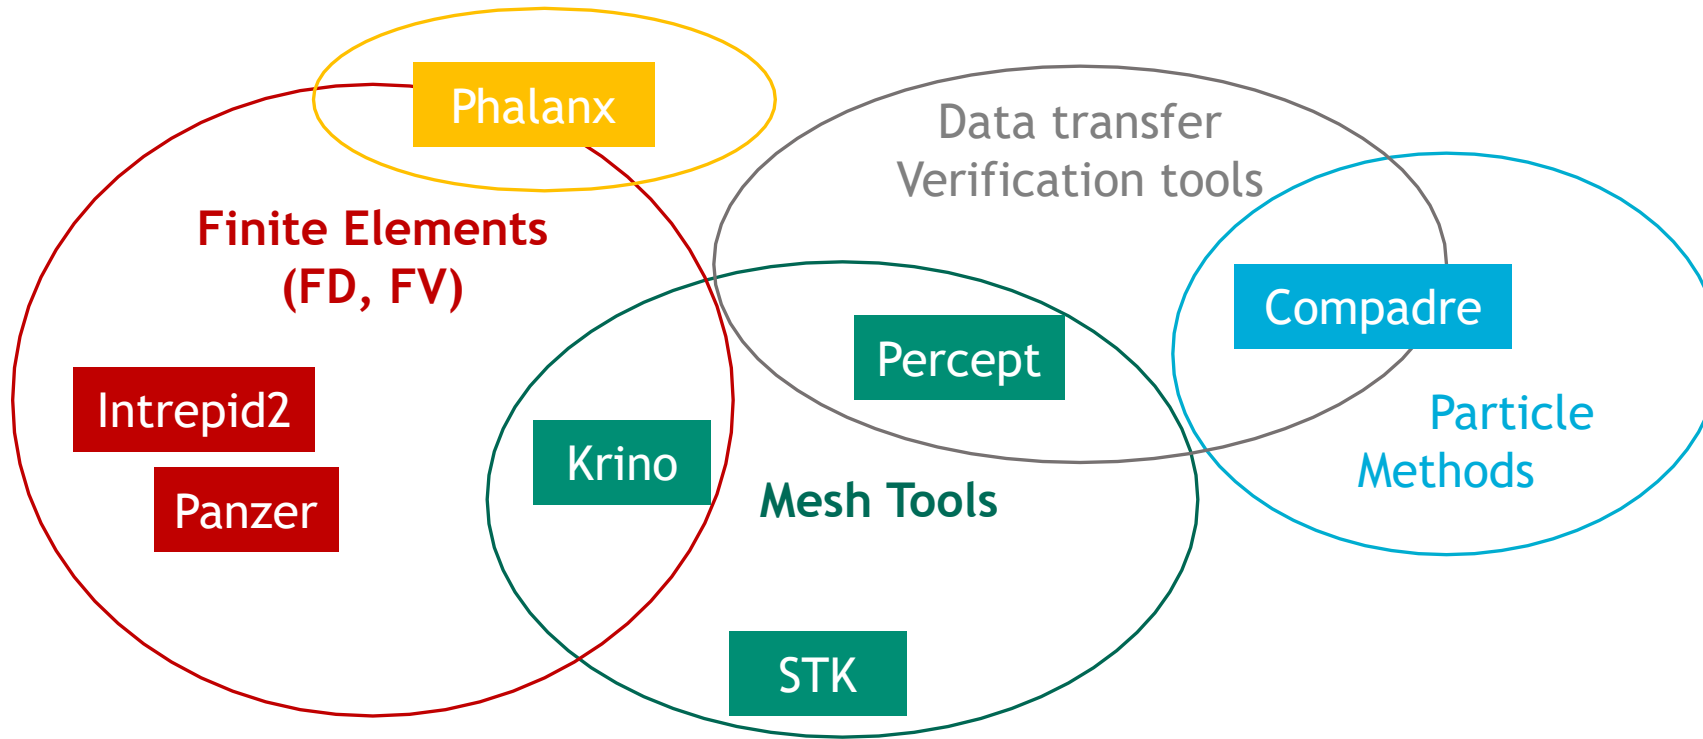 Phalanx
Data transfer
Verification tools
Finite Elements
(FD, FV)
Compadre
Percept
Intrepid2
Particle
Methods
Krino
Mesh Tools
Panzer
STK